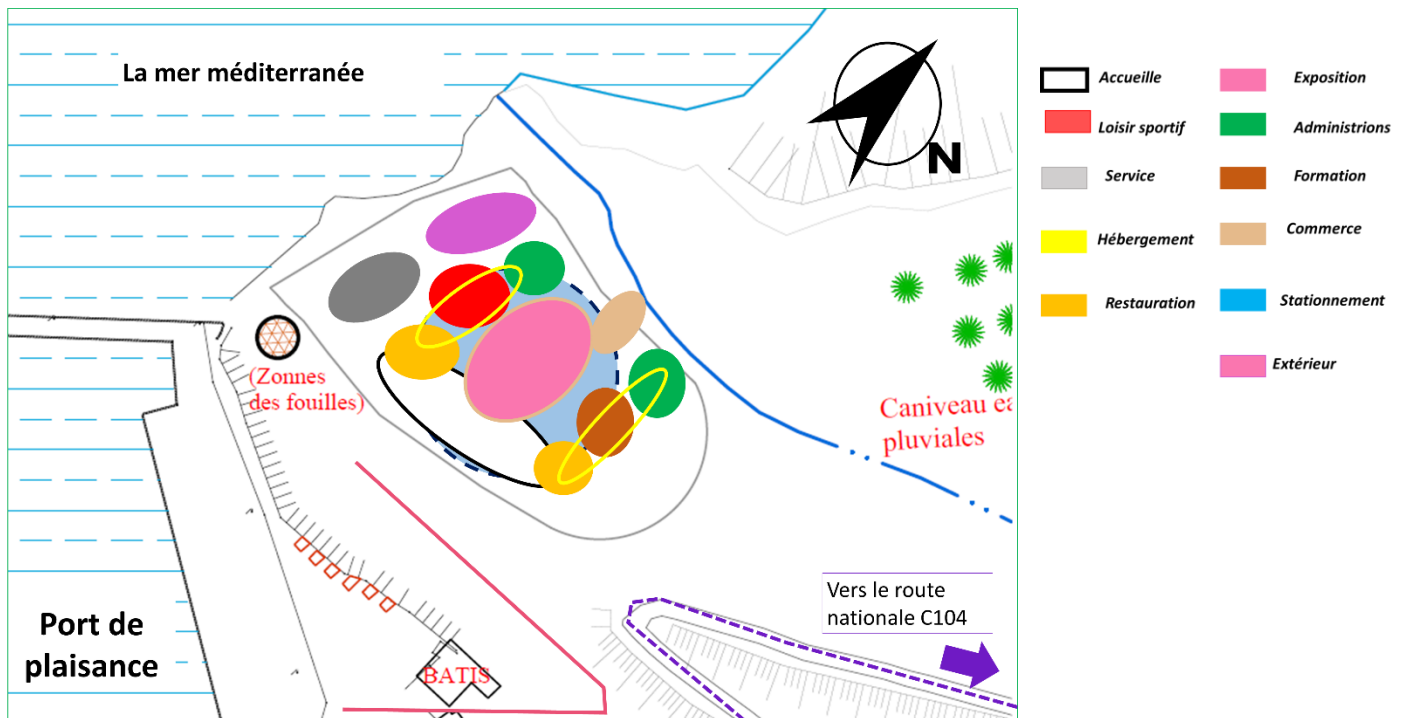 La mer méditerranée
N
(Zonnes
des fouilles)
Caniveau ea
pluviales
Vers le route
nationale C104
Port de
plaisance
BATIS
Accueille
Loisir sportif
Service
Hébergement
Restauration
Exposition
Administrions
Formation
Commerce
Stationnement
Extérieur